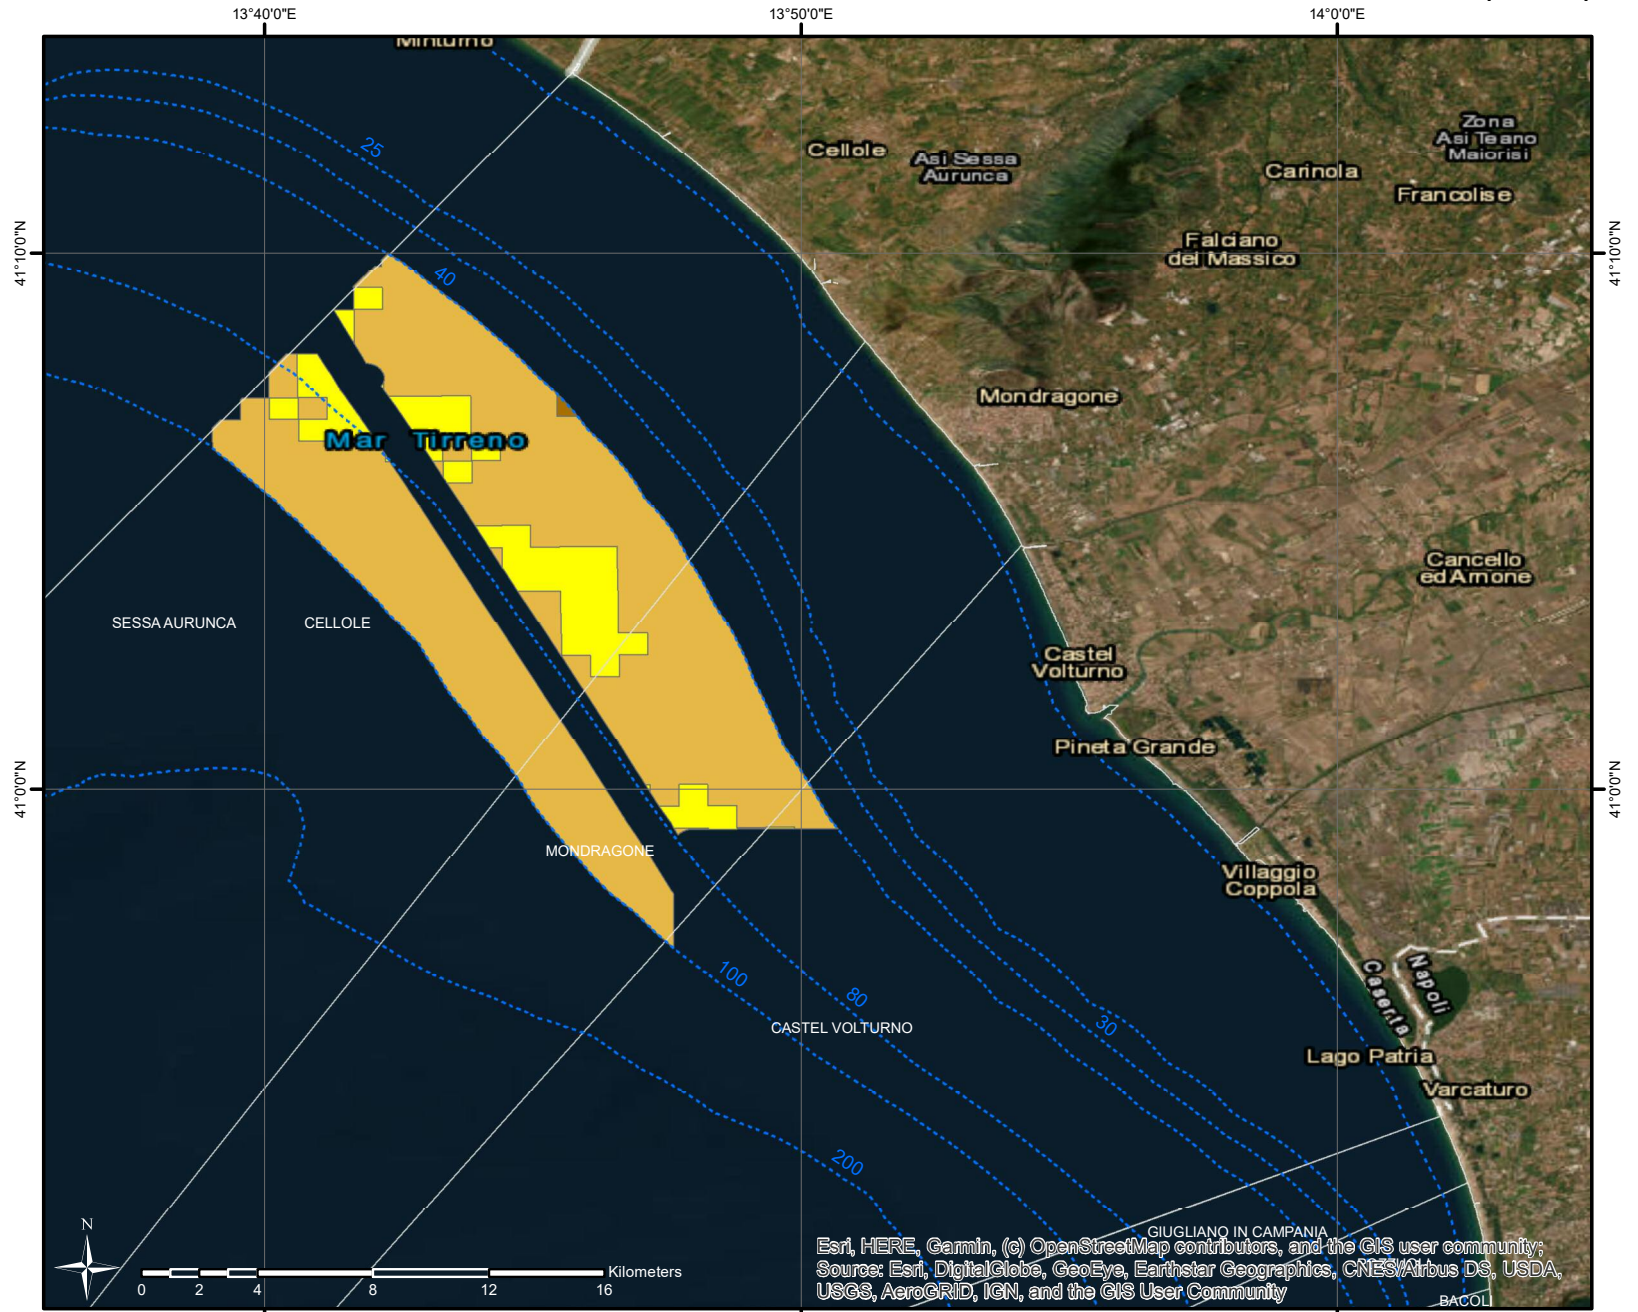 13°40'0"E
13°50'0"E
14°0'0"E
Minturno
25
Cellole
Asi Sessa
Aurunca
Zona
Asi Teano
Maiorisi
Carinola
Francolise
41°10'0"N
41°10'0"N
40
Falciano
del Massico
Mondragone
Mar Tirreno
Cancello
ed Arnone
SESSA AURUNCA
CELLOLE
Castel
Volturno
Pineta Grande
41°0'0"N
41°0'0"N
MONDRAGONE
Villaggio
Coppola
100
80
30
Napoli
Caserta
CASTEL VOLTURNO
Lago Patria
Varcaturo
200
N
GIUGLIANO IN CAMPANIA
Esri, HERE, Garmin, (c) OpenStreetMap contributors, and the GIS user community;
Source: Esri, DigitalGlobe, GeoEye, Earthstar Geographics, CNES/Airbus DS, USDA,
USGS, AeroGRID, IGN, and the GIS User Community
Kilometers
0 2 4 8 12 16
BACOLI